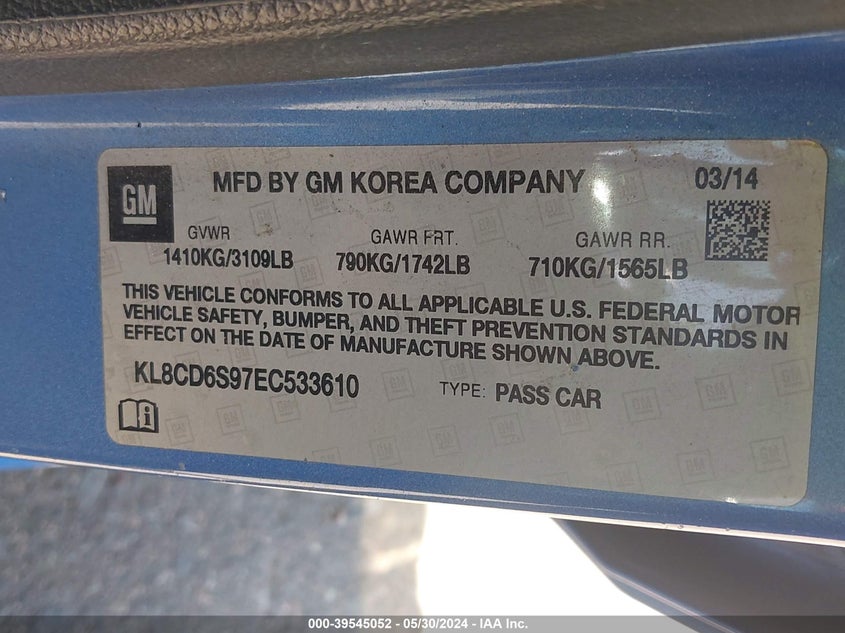 GM
MFD BY GM KOREA COMPANY 03/14
GVWR GAWR FRT. GAWR RR.
1410KG/3109LB 790KG/1742LB 710KG/1565LB
THIS VEHICLE CONFORMS TO ALL APPLICABLE U.S. FEDERAL MOTOR
VEHICLE SAFETY, BUMPER, AND THEFT PREVENTION STANDARDS IN
EFFECT ON THE DATE OF MANUFACTURE SHOWN ABOVE.
KL8CD6S97EC533610 TYPE: PASS CAR
000-39545052 - 05/30/2024 - IAA Inc.